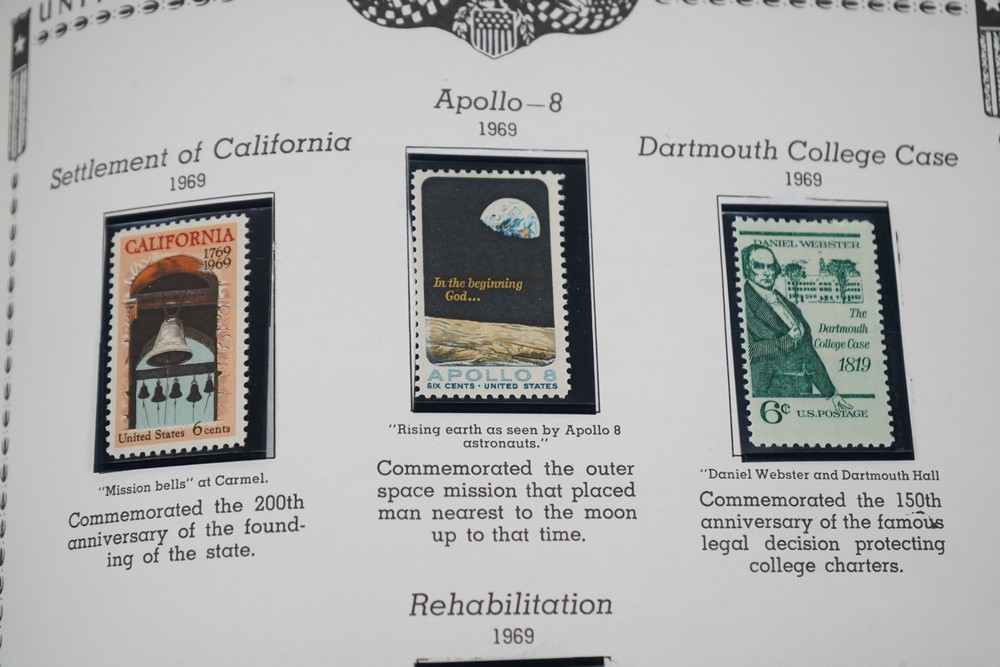 UNI
Apollo—8
1969
Settlement of California
1969
Dartmouth College Case
1969
CALIFORNIA
1769
1969
United States 6 cents
In the beginning
God...
APOLLO 8
SIX CENTS · UNITED STATES
DANIEL WEBSTER
The
Dartmouth
College Case
1819
6¢ U.S. POSTAGE
"Mission bells" at Carmel.
Commemorated the 200th
anniversary of the found-
ing of the state.
"Rising earth as seen by Apollo 8
astronauts."
Commemorated the outer
space mission that placed
man nearest to the moon
up to that time.
"Daniel Webster and Dartmouth Hall
Commemorated the 150th
anniversary of the famous
legal decision protecting
college charters.
Rehabilitation
1969